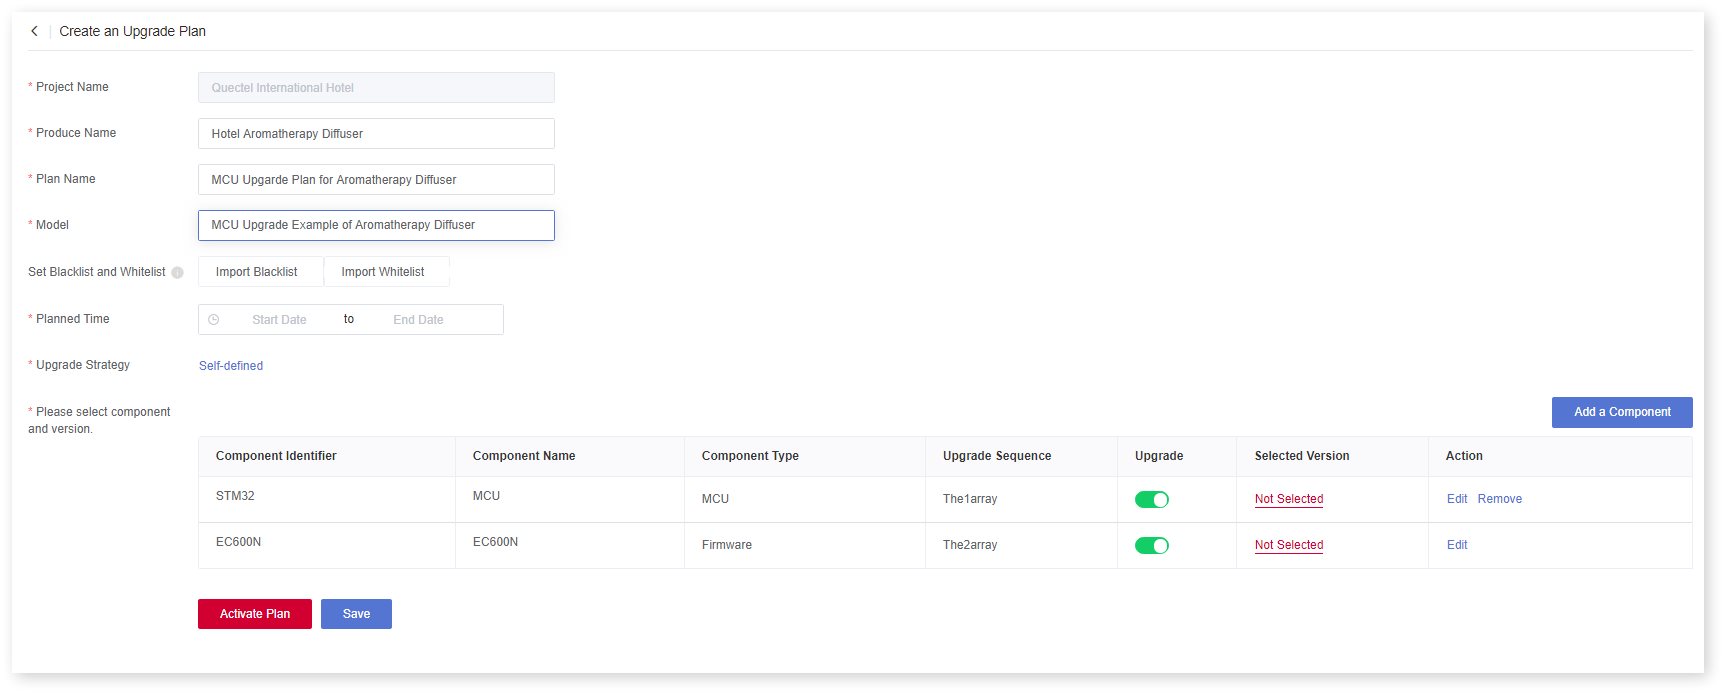 Create an Upgrade Plan
* Project Name
Quectel International Hotel
* Produce Name
Hotel Aromatherapy Diffuser
* Plan Name
MCU Upgarde Plan for Aromatherapy Diffuser
* Model
MCU Upgrade Example of Aromatherapy Diffuser
Set Blacklist and Whitelist
Import Blacklist
Import Whitelist
* Planned Time
Start Date to End Date
* Upgrade Strategy
Self-defined
* Please select component
and version.
Add a Component
Component Identifier Component Name Component Type Upgrade Sequence Upgrade Selected Version Action
STM32 MCU MCU The1array Not Selected Edit Remove
EC600N EC600N Firmware The2array Not Selected Edit
Activate Plan Save